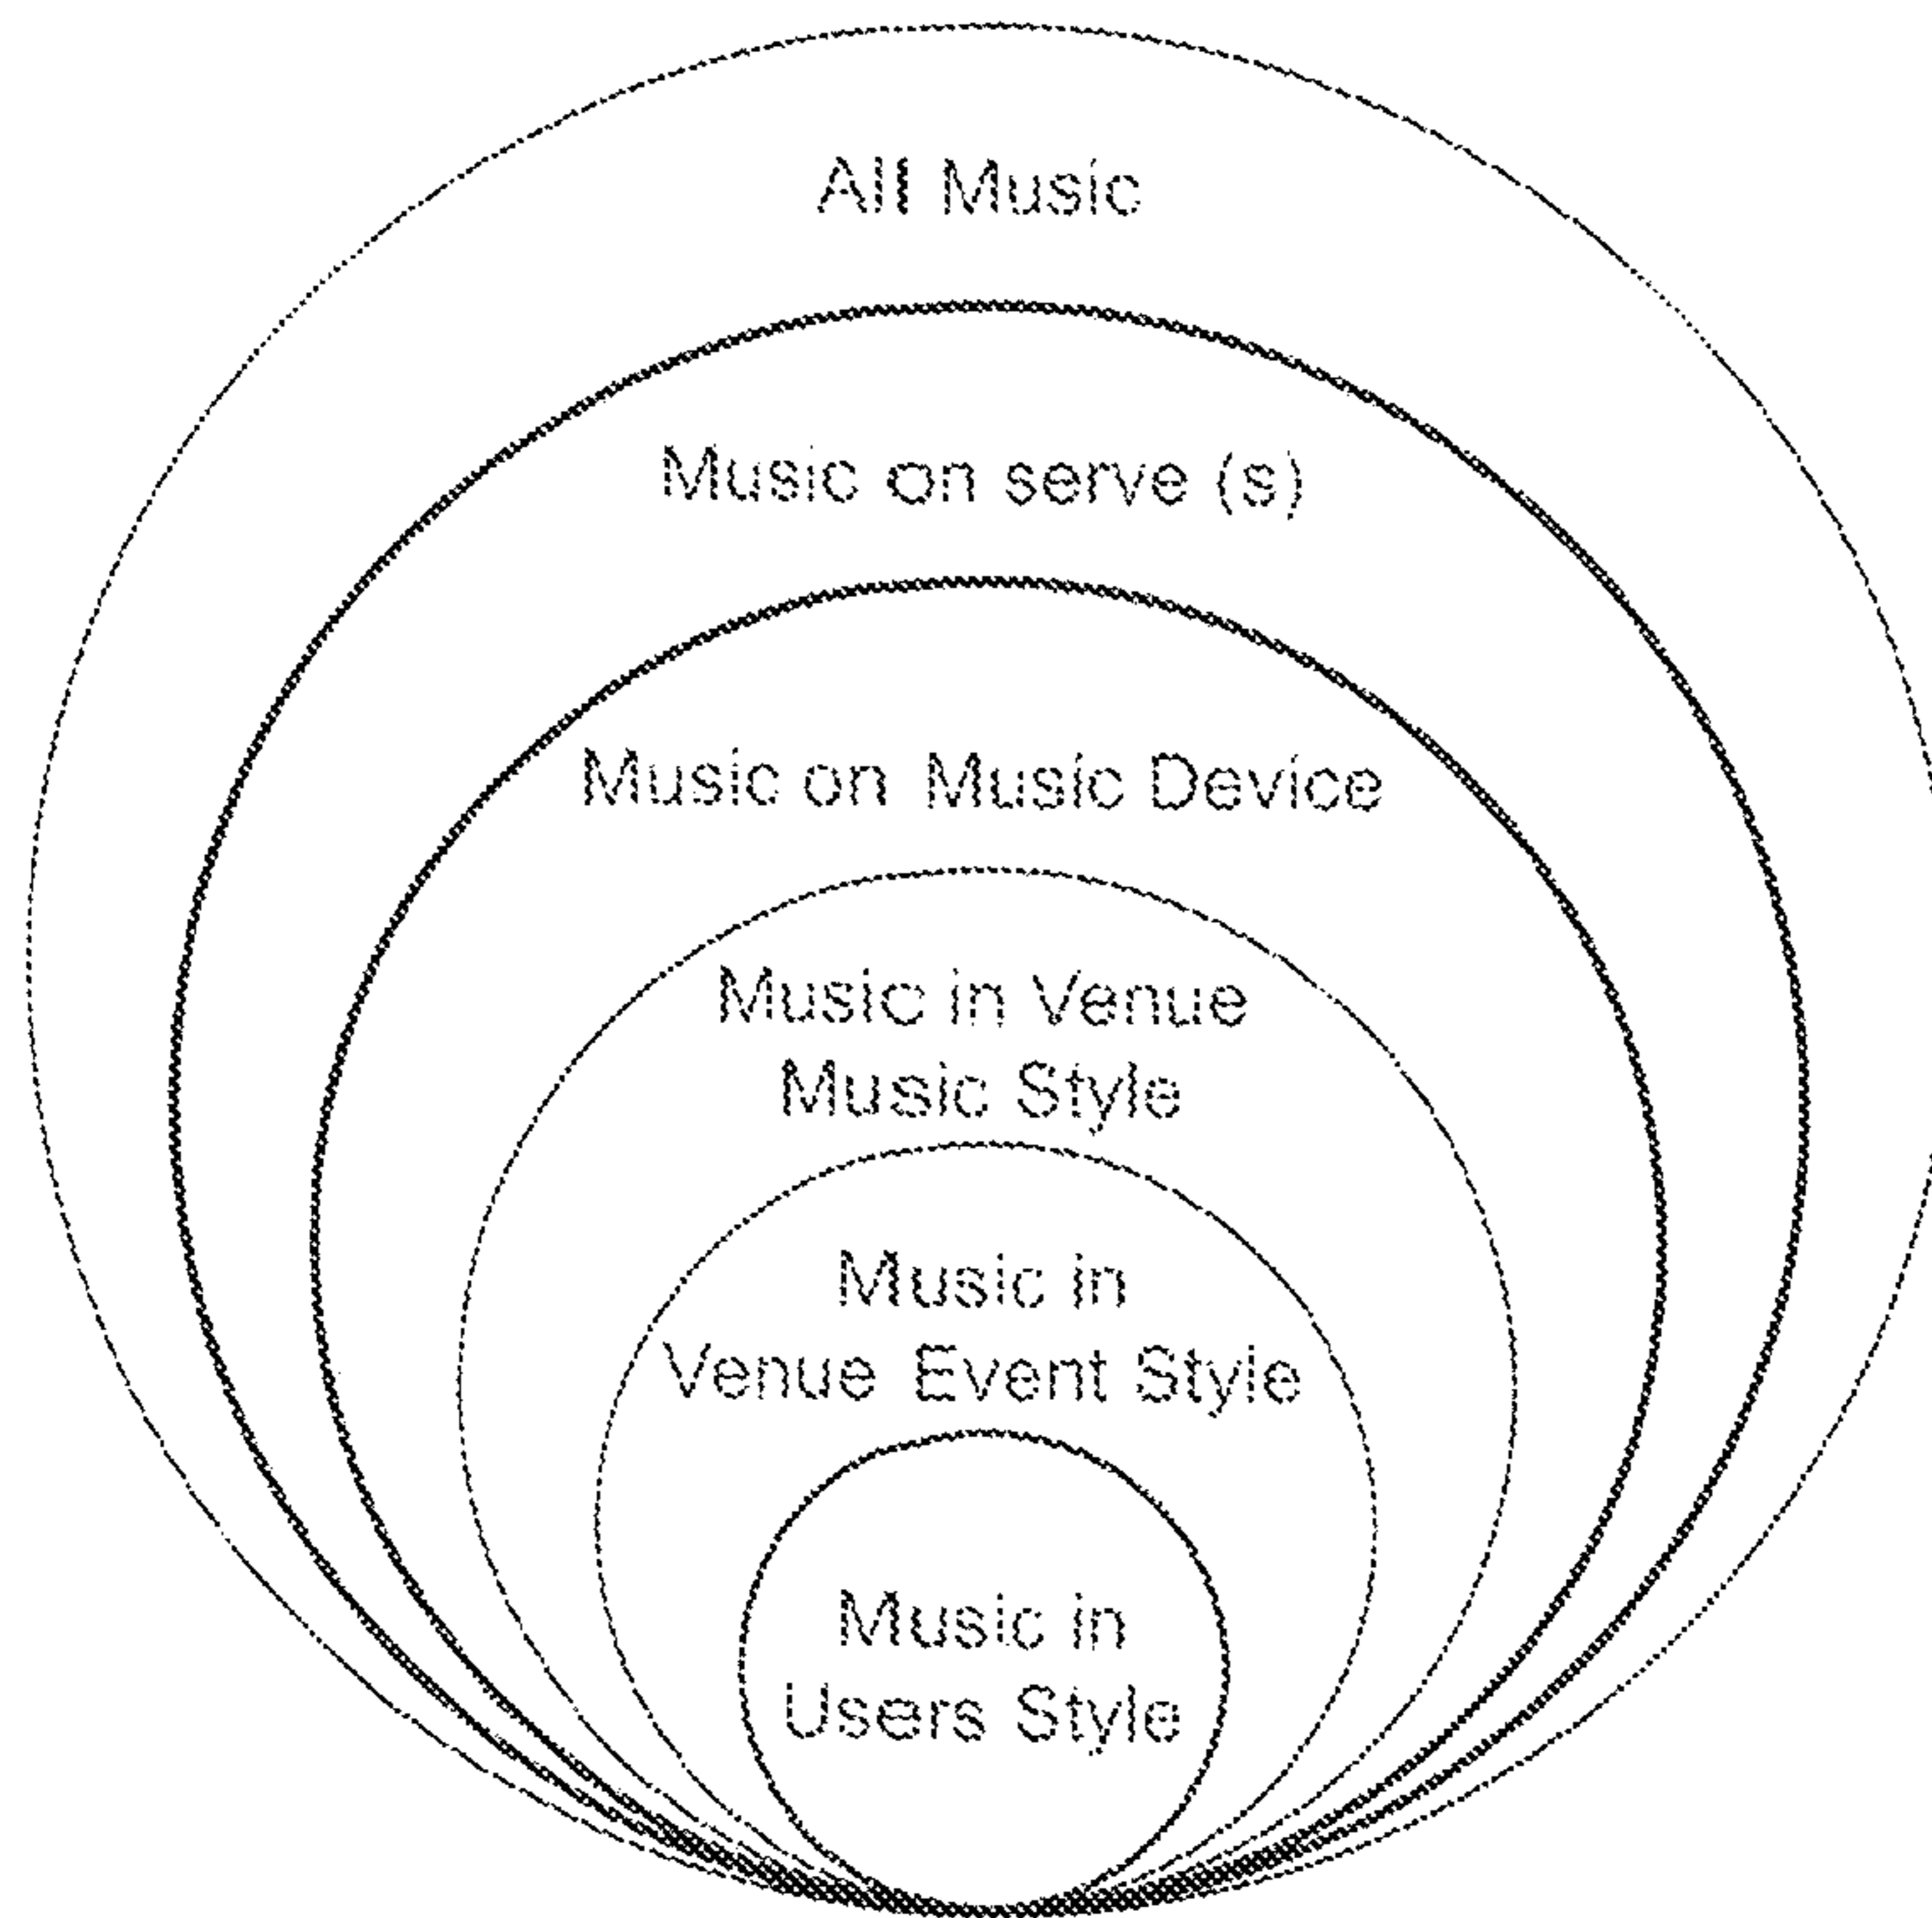 All Music
Music on serve (s)
Music on Music Device
Music in Venue
Music Style
Music in
Venue Event Style
Music in
Users Style